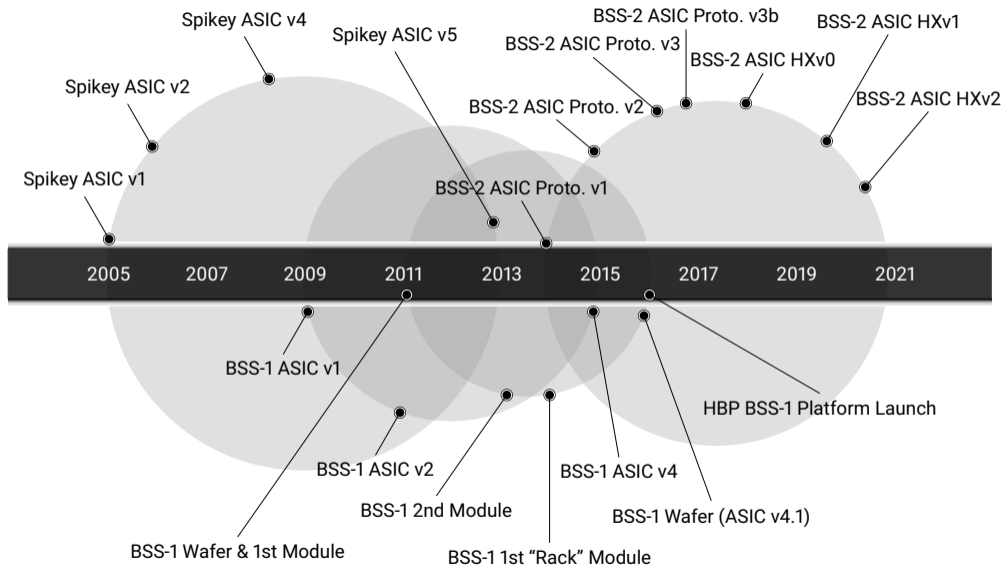 BSS-2 ASIC Proto. v3b
Spikey ASIC v4
BSS-2 ASIC HXv1
Spikey ASIC v5
BSS-2 ASIC Proto. v3
BSS-2 ASIC HXv0
Spikey ASIC v2
BSS-2 ASIC Proto. v2
BSS-2 ASIC HXv2
Spikey ASIC v1
BSS-2 ASIC Proto. v1
2005 2007 2009 2011 2013 2015 2017 2019 2021
BSS-1 ASIC v1
HBP BSS-1 Platform Launch
BSS-1 ASIC v2
BSS-1 ASIC v4
BSS-1 2nd Module
BSS-1 Wafer (ASIC v4.1)
BSS-1 Wafer & 1st Module
BSS-1 1st “Rack” Module